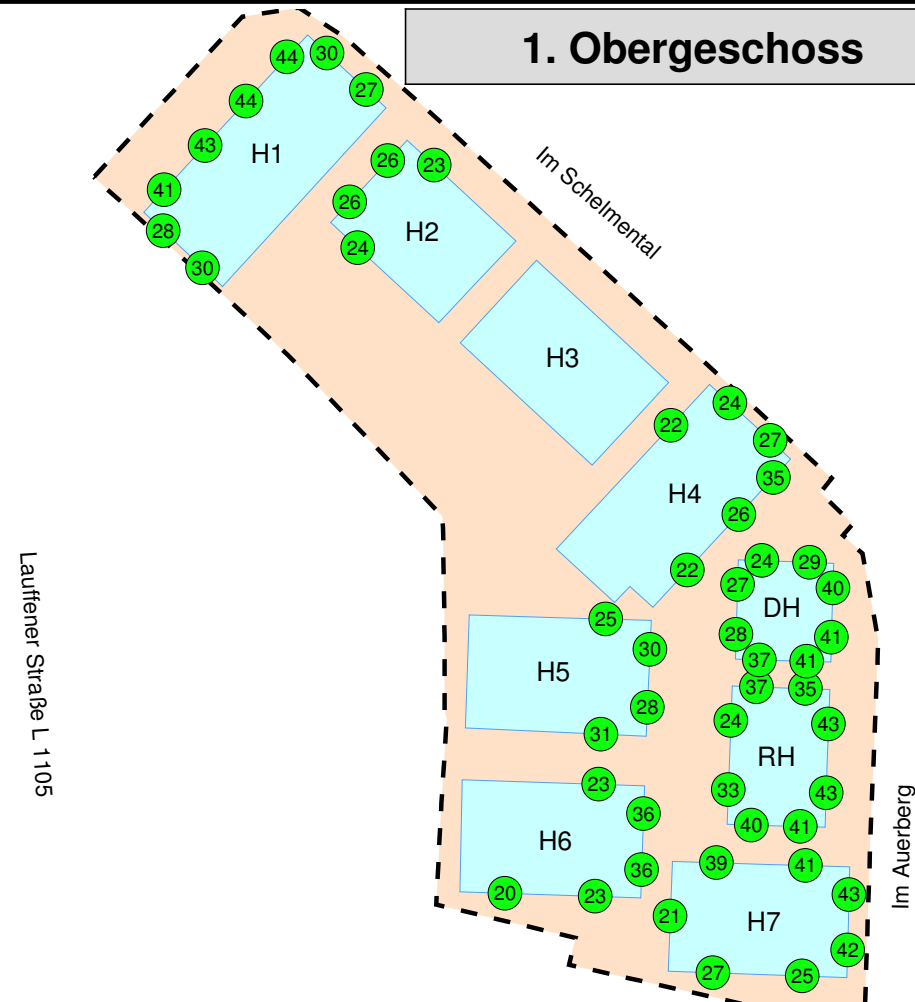 1. Obergeschoss
44 30
27
44
H1
43
41
28
30
26 23
26
H2
24
Im Schelmental
H3
24
22
27
35
H4
26
22
24 29
27 40
DH
28 41
37 41
25
30
H5
28
31
37 35
24 43
RH
33 43
40 41
23
36
H6
36
20 23
39 41
43
21
H7
42
27 25
Lauffener Straße L 1105
Im Auerberg